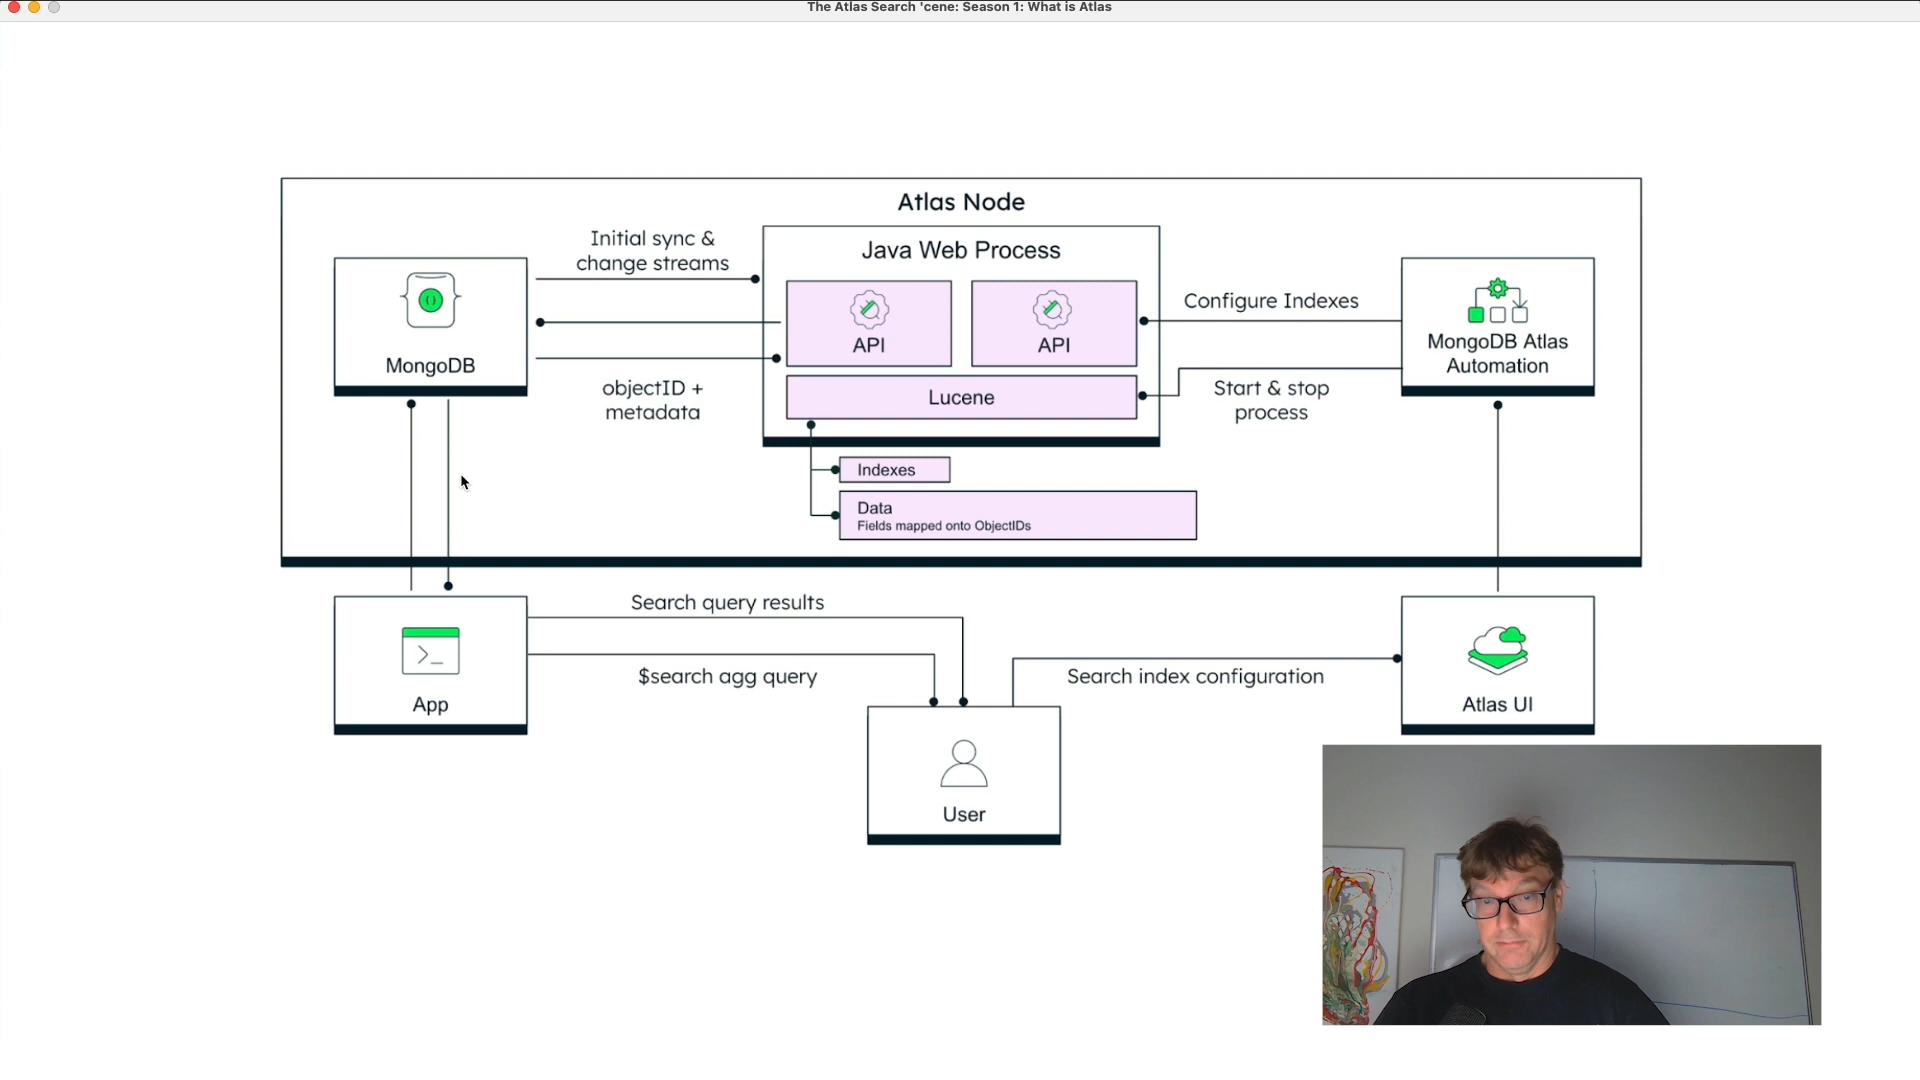 The Atlas Search 'cene: Season 1: What is Atlas
Atlas Node
Initial sync &
change streams
Java Web Process
MongoDB
API
API
Configure Indexes
MongoDB Atlas
Automation
objectID +
metadata
Lucene
Start & stop
process
Indexes
Data
Fields mapped onto ObjectIDs
Search query results
$search agg query
Search index configuration
App
Atlas UI
User